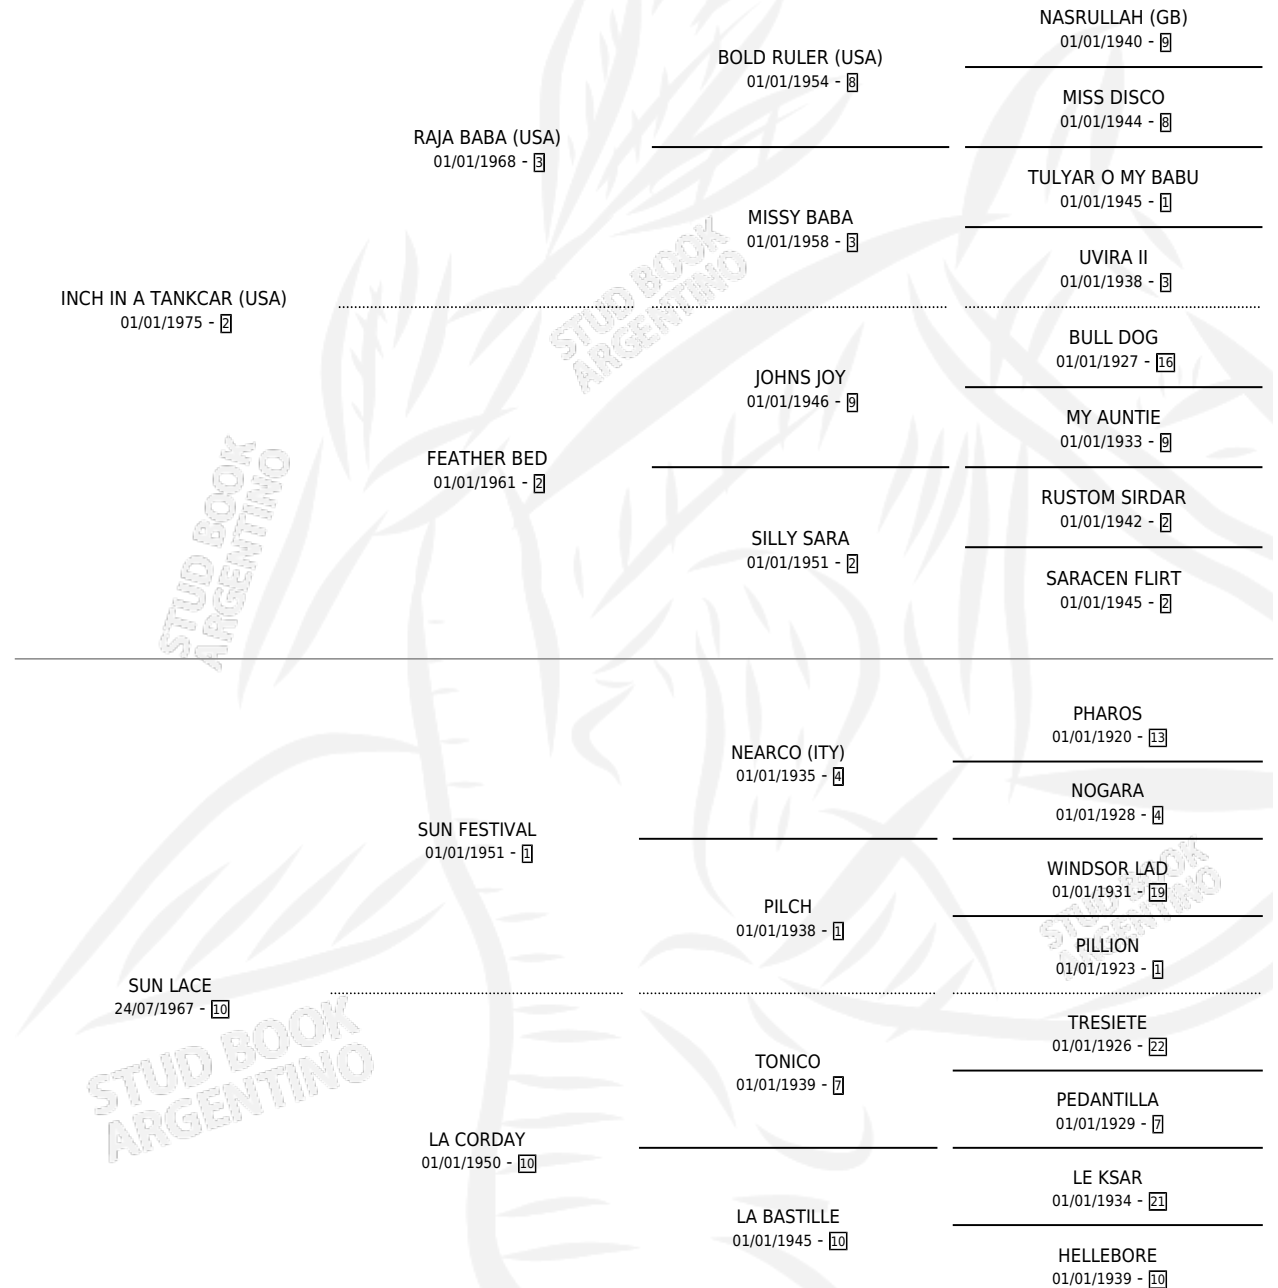 NASRULLAH (GB)
01/01/1940 - 9
BOLD RULER (USA)
01/01/1954 - 8
MISS DISCO
01/01/1944 - 8
RAJA BABA (USA)
01/01/1968 - 3
TULYAR O MY BABU
01/01/1945 - 1
MISSY BABA
01/01/1958 - 3
UVIRA II
01/01/1938 - 3
INCH IN A TANKCAR (USA)
01/01/1975 - 2
BULL DOG
01/01/1927 - 16
JOHNS JOY
01/01/1946 - 9
MY AUNTIE
01/01/1933 - 9
FEATHER BED
01/01/1961 - 2
RUSTOM SIRDAR
01/01/1942 - 2
SILLY SARA
01/01/1951 - 2
SARACEN FLIRT
01/01/1945 - 2
PHAROS
01/01/1920 - 13
NEARCO (ITY)
01/01/1935 - 4
NOGARA
01/01/1928 - 4
SUN FESTIVAL
01/01/1951 - 1
WINDSOR LAD
01/01/1931 - 19
PILCH
01/01/1938 - 1
PILLION
01/01/1923 - 1
SUN LACE
24/07/1967 - 10
TRESIETE
01/01/1926 - 22
TONICO
01/01/1939 - 7
PEDANTILLA
01/01/1929 - 7
LA CORDAY
01/01/1950 - 10
LE KSAR
01/01/1934 - 21
LA BASTILLE
01/01/1945 - 10
HELLEBORE
01/01/1939 - 10
STUD BOOK
ARGENTINO
STUD BOOK
ARGENTINO
STUD BOOK
ARGENTINO
STUD BOOK
ARGENTINO